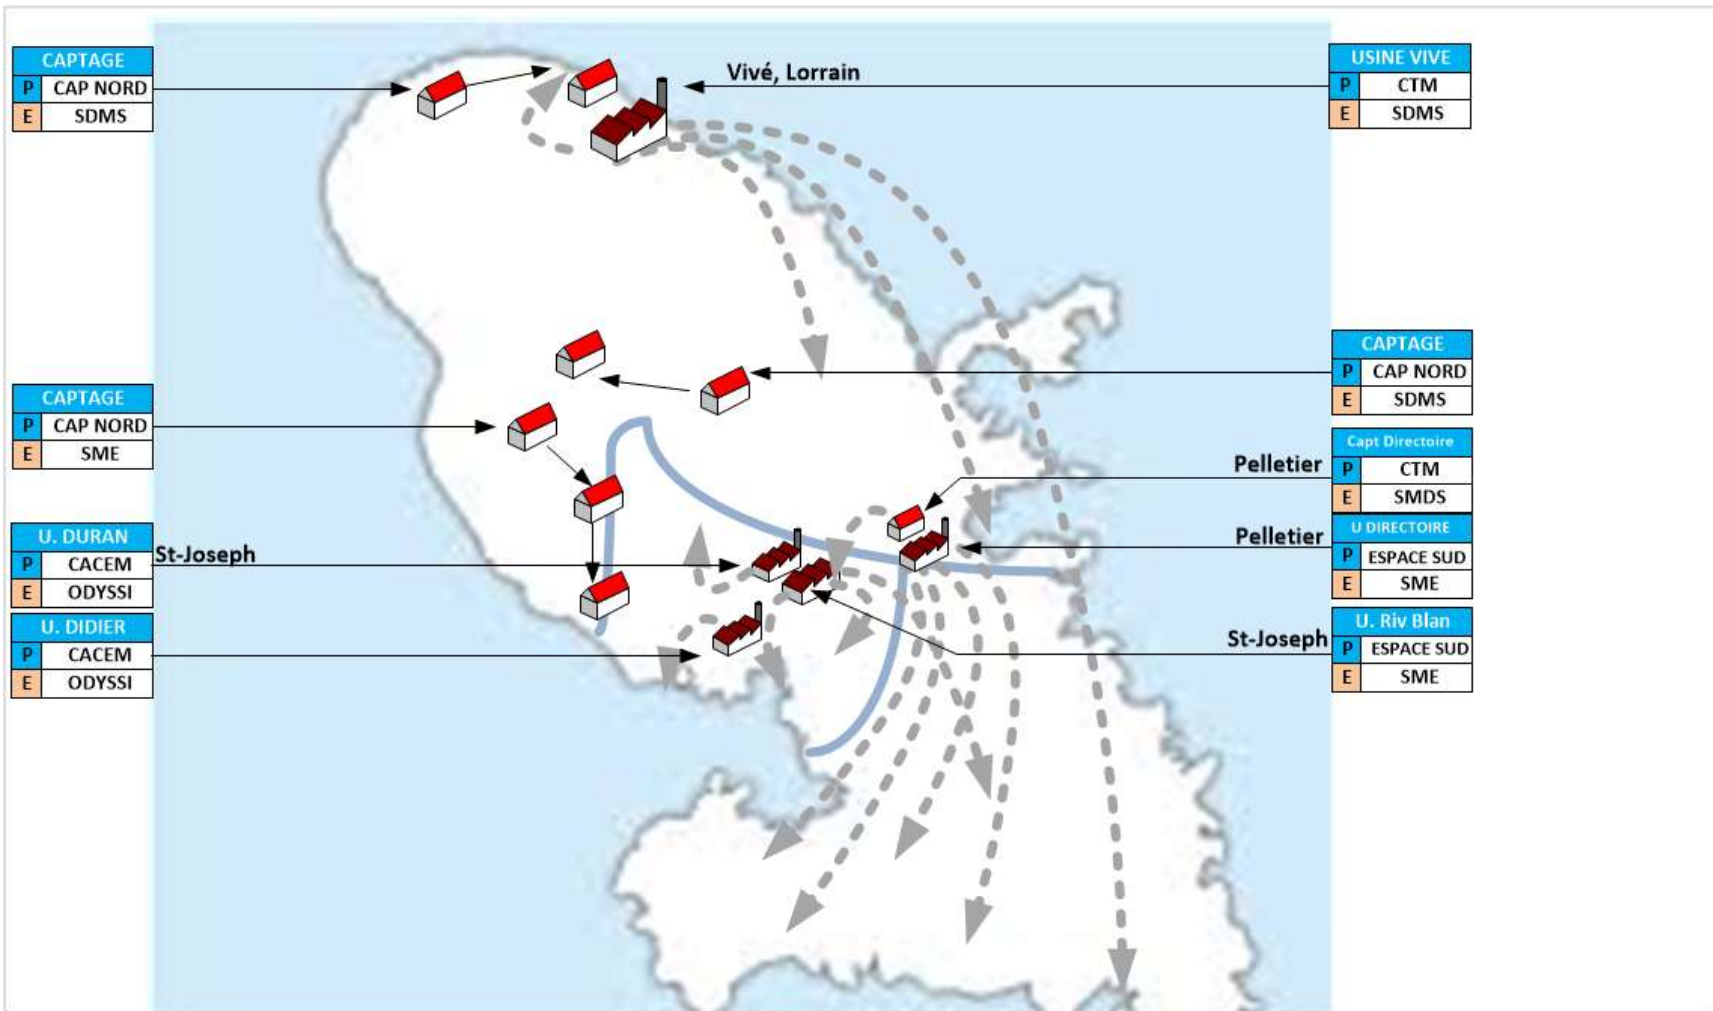 CAPTAGE
P CAP NORD
E SDMS
Vivé, Lorrain
USINE VIVE
P CTM
E SDMS
CAPTAGE
P CAP NORD
E SDMS
CAPTAGE
P CAP NORD
E SME
Pelletier
Capt Directoire
P CTM
E SMDS
Pelletier
U DIRECTOIRE
P ESPACE SUD
E SME
U. DURAN
P CACEM
E ODYSSI
St-Joseph
U. DIDIER
P CACEM
E ODYSSI
St-Joseph
U. Riv Blan
P ESPACE SUD
E SME